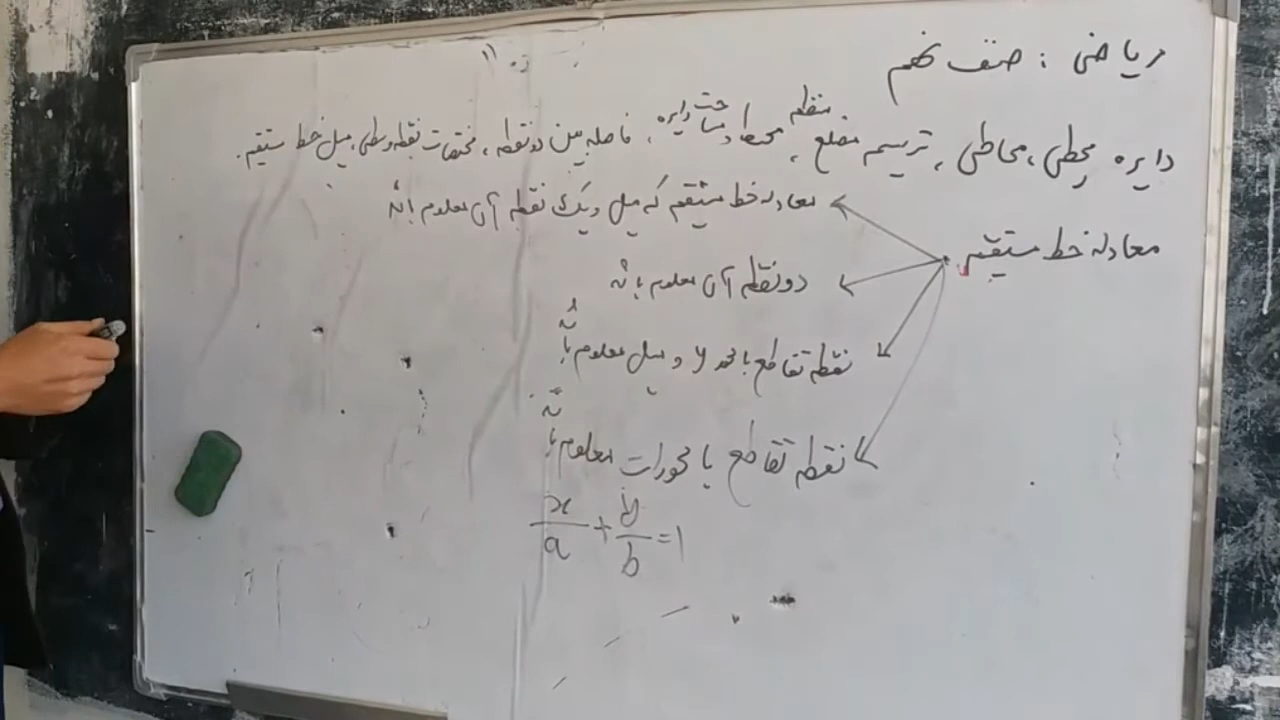 ریاضی : صنف نهم
دایره محیطی، محاطی، ترسیم مضلع منظم، محیط و مساحت دایره، فاصله بین دو نقطه، مختصات نقطه وسطی، میل خط مستقیم.
معادله خط مستقیم
معادله خط مستقیم که میل و یک نقطه آن معلوم باشد
دو نقطه آن معلوم باشد
نقطه تقاطع با محور y و میل معلوم باشد
نقطه تقاطع با محورات معلوم باشد
x/a + y/b = 1